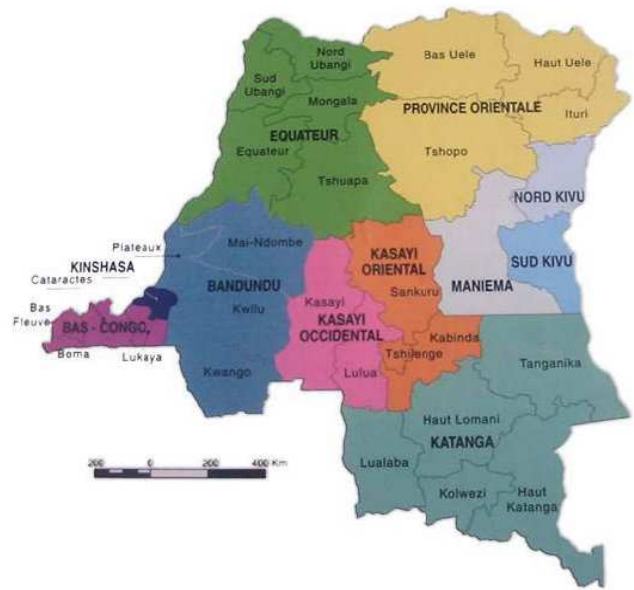 Nord
Ubangi
Bas Uele
Haut Uele
Sud
Ubangi
Mongala
PROVINCE ORIENTALE
Ituri
EQUATEUR
Equateur
Tshopo
Tshuapa
NORD KIVU
Plateaux
Mai-Ndombe
KINSHASA
KASAYI
ORIENTAL
SUD KIVU
Cataractes
BANDUNDU
MANIEMA
Sankuru
Bas
Fleuve
BAS - CONGO
Kwilu
Kasayi
KASAYI
OCCIDENTAL
Kabinda
Boma
Lukaya
Tshilenge
Tanganika
Kwango
Lulua
Haut Lomani
KATANGA
Lualaba
200 0 200 400 Km
Kolwezi
Haut
Katanga